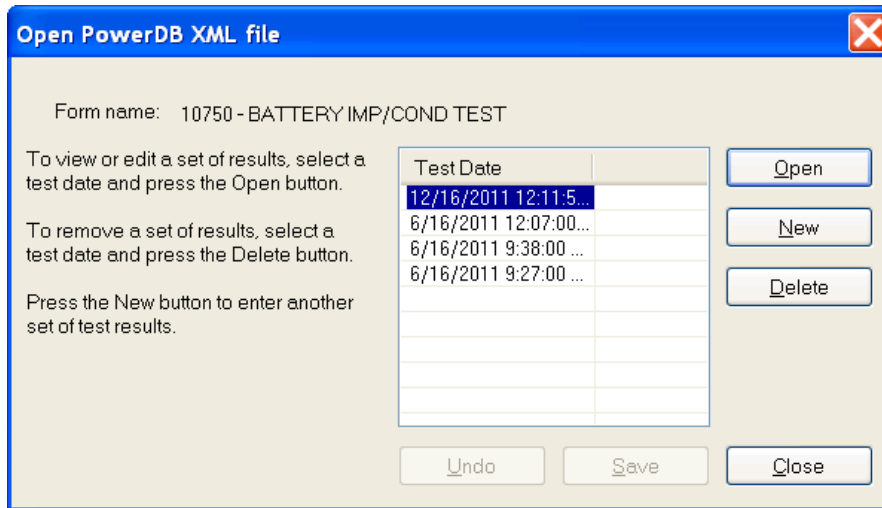 Open PowerDB XML file
Form name: 10750 - BATTERY IMP/COND TEST
To view or edit a set of results, select a
test date and press the Open button.
To remove a set of results, select a
test date and press the Delete button.
Press the New button to enter another
set of test results.
Test Date
12/16/2011 12:11:5...
6/16/2011 12:07:00...
6/16/2011 9:38:00 ...
6/16/2011 9:27:00 ...
Open
New
Delete
Undo
Save
Close